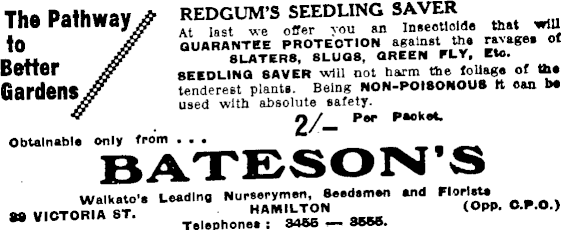 The Pathway
to
Better
Gardens
REDGUM'S SEEDLING SAVER
At last we offer you an Insecticide that will
GUARANTEE PROTECTION against the ravages of
SLATERS, SLUGS, GREEN FLY, Etc.
SEEDLING SAVER will not harm the foliage of the
tenderest plants. Being NON-POISONOUS it can be
used with absolute safety.
2/- Per Packet.
Obtainable only from . . .
BATESON'S
Waikato's Leading Nurserymen, Seedsmen and Florists
39 VICTORIA ST. HAMILTON (Opp. C.P.O.)
Telephones: 3455 — 3555.